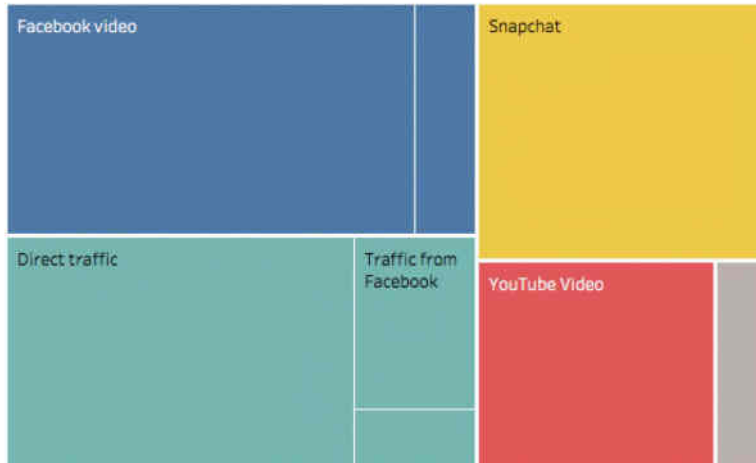 Facebook video
Snapchat
Direct traffic
Traffic from
Facebook
YouTube Video